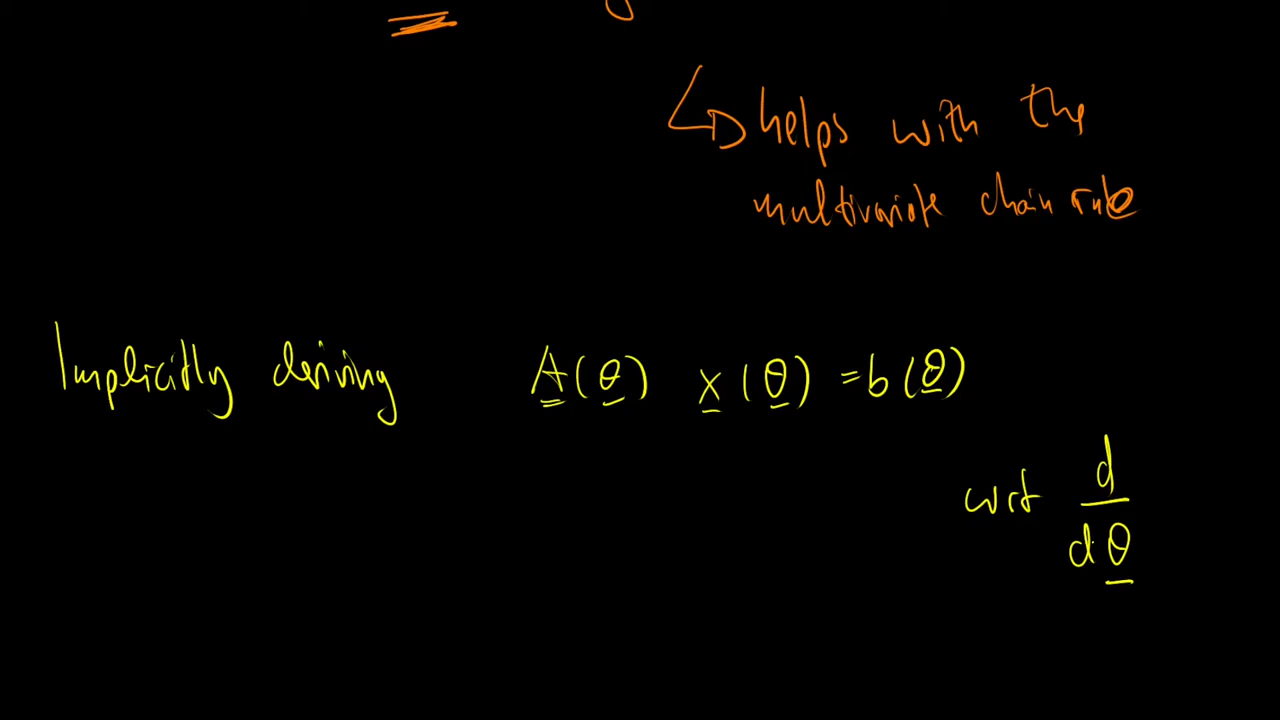 ↳ helps with the
multivariate chain rule
Implicitly deriving A(θ) x(θ) = b(θ)
wrt d/dθ